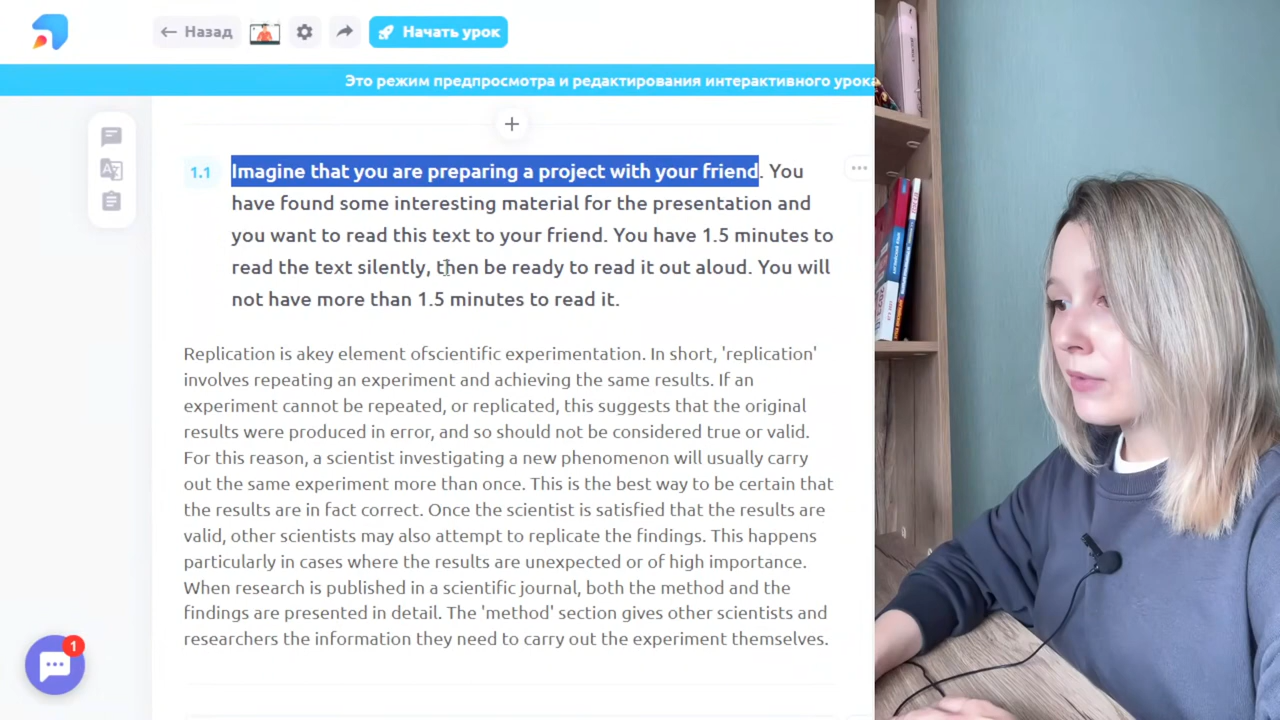 Назад
Начать урок
Это режим предпросмотра и редактирования интерактивного урока
1.1
Imagine that you are preparing a project with your friend. You
have found some interesting material for the presentation and
you want to read this text to your friend. You have 1.5 minutes to
read the text silently, then be ready to read it out aloud. You will
not have more than 1.5 minutes to read it.
Replication is akey element ofscientific experimentation. In short, 'replication'
involves repeating an experiment and achieving the same results. If an
experiment cannot be repeated, or replicated, this suggests that the original
results were produced in error, and so should not be considered true or valid.
For this reason, a scientist investigating a new phenomenon will usually carry
out the same experiment more than once. This is the best way to be certain that
the results are in fact correct. Once the scientist is satisfied that the results are
valid, other scientists may also attempt to replicate the findings. This happens
particularly in cases where the results are unexpected or of high importance.
When research is published in a scientific journal, both the method and the
findings are presented in detail. The 'method' section gives other scientists and
researchers the information they need to carry out the experiment themselves.
1